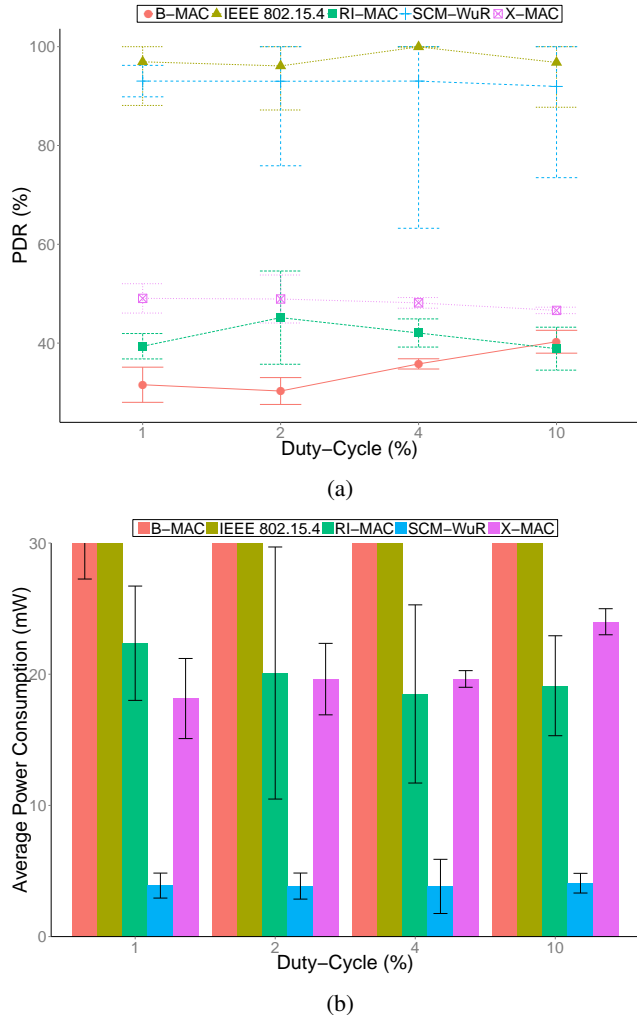 B−MAC IEEE 802.15.4 RI−MAC SCM−WuR X−MAC
100
80
60
40
PDR (%)
1 2 4 10
Duty−Cycle (%)
(a)
B−MAC IEEE 802.15.4 RI−MAC SCM−WuR X−MAC
30
20
10
0
Average Power Consumption (mW)
1 2 4 10
Duty−Cycle (%)
(b)